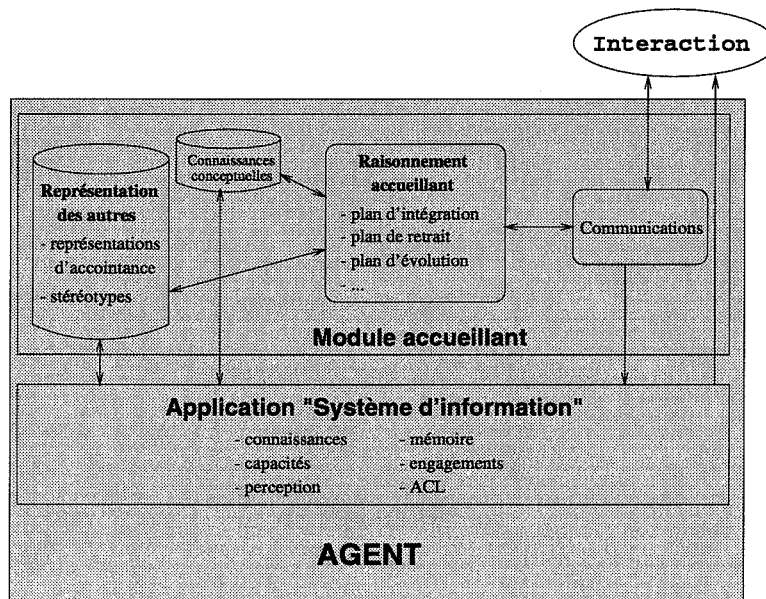 Interaction
Connaissances
conceptuelles
Représentation
des autres
- représentations
d'accointance
- stéréotypes
Raisonnement
accueillant
- plan d'intégration
- plan de retrait
- plan d'évolution
- ...
Communications
Module accueillant
Application "Système d'information"
- connaissances
- capacités
- perception
- mémoire
- engagements
- ACL
AGENT